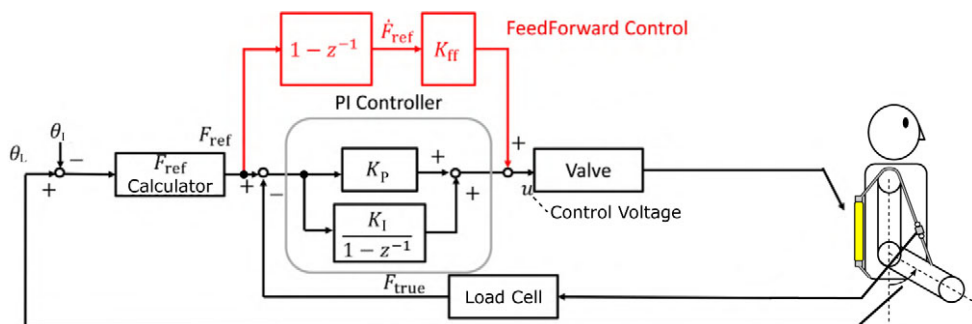 FeedForward Control
1 − z⁻¹
Ḟref
Kff
PI Controller
θI
Fref
θL
−
+
Fref
Calculator
+
−
KP
+
+
+
+
Valve
u
Control Voltage
KI
1 − z⁻¹
Ftrue
Load Cell